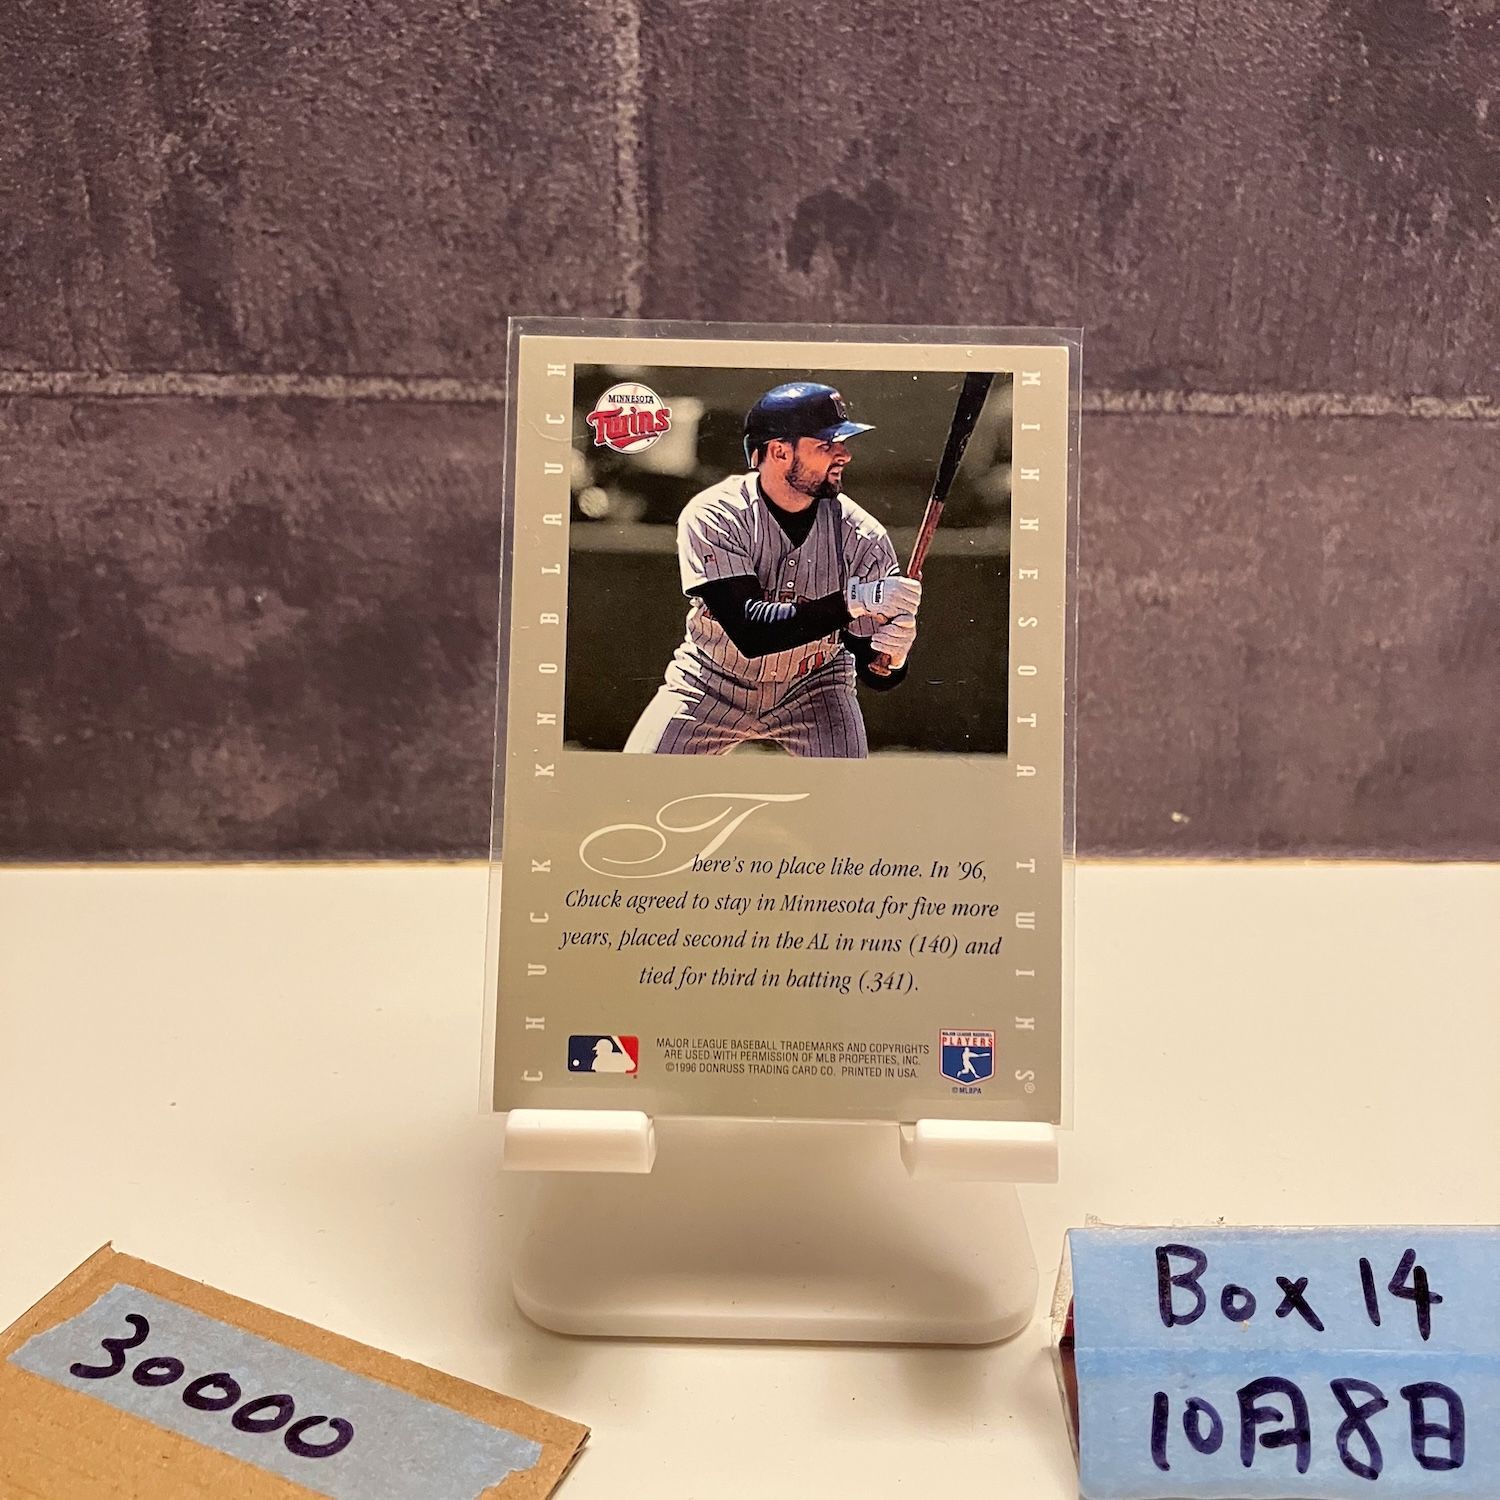 CHUCK KNOBLAUCH
MINNESOTA
Twins
MINNESOTA TWINS®
There's no place like dome. In '96,
Chuck agreed to stay in Minnesota for five more
years, placed second in the AL in runs (140) and
tied for third in batting (.341).
MAJOR LEAGUE BASEBALL TRADEMARKS AND COPYRIGHTS
ARE USED WITH PERMISSION OF MLB PROPERTIES, INC.
©1996 DONRUSS TRADING CARD CO. PRINTED IN USA.
MAJOR LEAGUE BASEBALL
PLAYERS
©MLBPA
30000
Box 14
10月8日